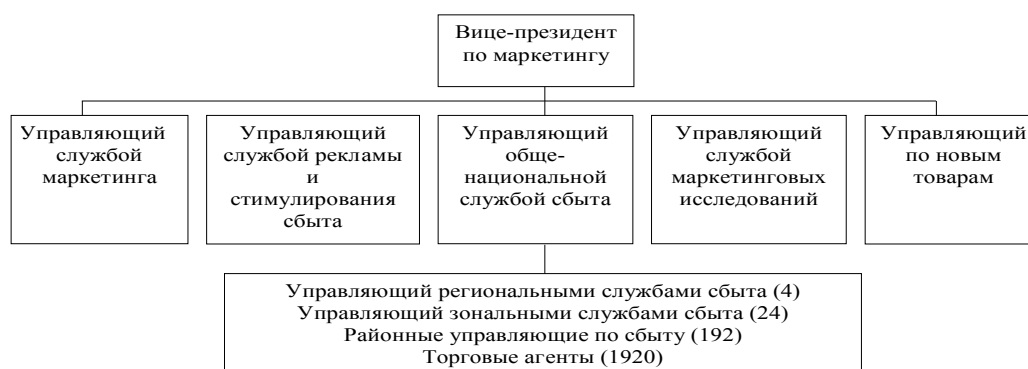 Вице-президент
по маркетингу
Управляющий
службой
маркетинга
Управляющий
службой рекламы
и
стимулирования
сбыта
Управляющий
обще-
национальной
службой сбыта
Управляющий
службой
маркетинговых
исследований
Управляющий
по новым
товарам
Управляющий региональными службами сбыта (4)
Управляющий зональными службами сбыта (24)
Районные управляющие по сбыту (192)
Торговые агенты (1920)